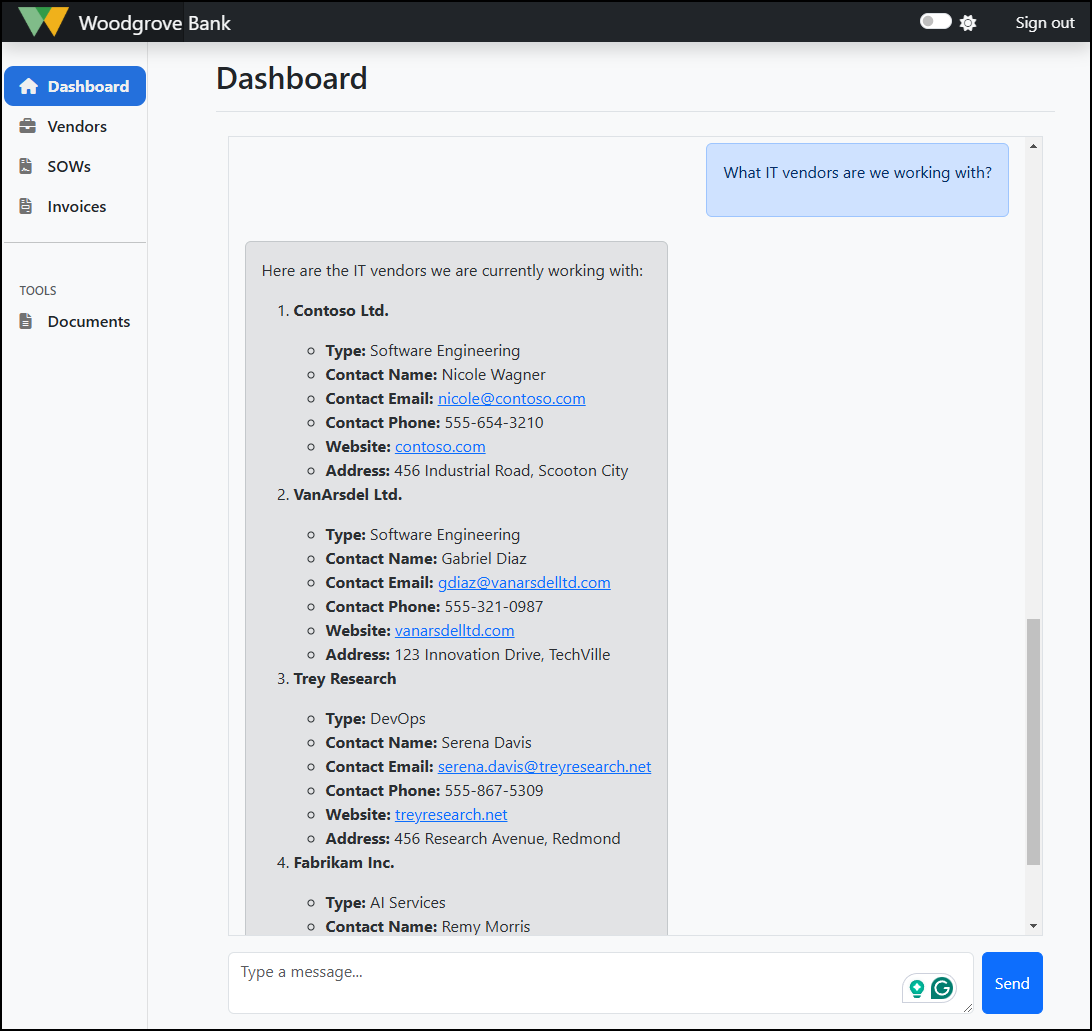 Woodgrove Bank
Sign out
Dashboard
Vendors
SOWs
Invoices
TOOLS
Documents
Dashboard
What IT vendors are we working with?
Here are the IT vendors we are currently working with:
1. Contoso Ltd.
Type: Software Engineering
Contact Name: Nicole Wagner
Contact Email: nicole@contoso.com
Contact Phone: 555-654-3210
Website: contoso.com
Address: 456 Industrial Road, Scooton City
2. VanArsdel Ltd.
Type: Software Engineering
Contact Name: Gabriel Diaz
Contact Email: gdiaz@vanarsdelltd.com
Contact Phone: 555-321-0987
Website: vanarsdelltd.com
Address: 123 Innovation Drive, TechVille
3. Trey Research
Type: DevOps
Contact Name: Serena Davis
Contact Email: serena.davis@treyresearch.net
Contact Phone: 555-867-5309
Website: treyresearch.net
Address: 456 Research Avenue, Redmond
4. Fabrikam Inc.
Type: AI Services
Contact Name: Remy Morris
Type a message...
Send